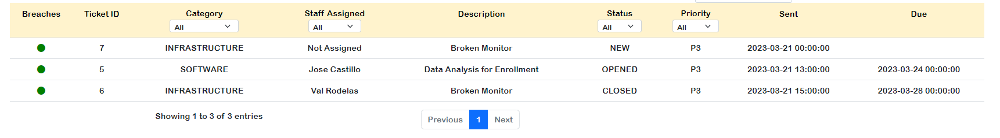 Breaches Ticket ID Category Staff Assigned Description Status Priority Sent Due
All All All All
7 INFRASTRUCTURE Not Assigned Broken Monitor NEW P3 2023-03-21 00:00:00
5 SOFTWARE Jose Castillo Data Analysis for Enrollment OPENED P3 2023-03-21 13:00:00 2023-03-24 00:00:00
6 INFRASTRUCTURE Val Rodelas Broken Monitor CLOSED P3 2023-03-21 15:00:00 2023-03-28 00:00:00
Showing 1 to 3 of 3 entries Previous 1 Next